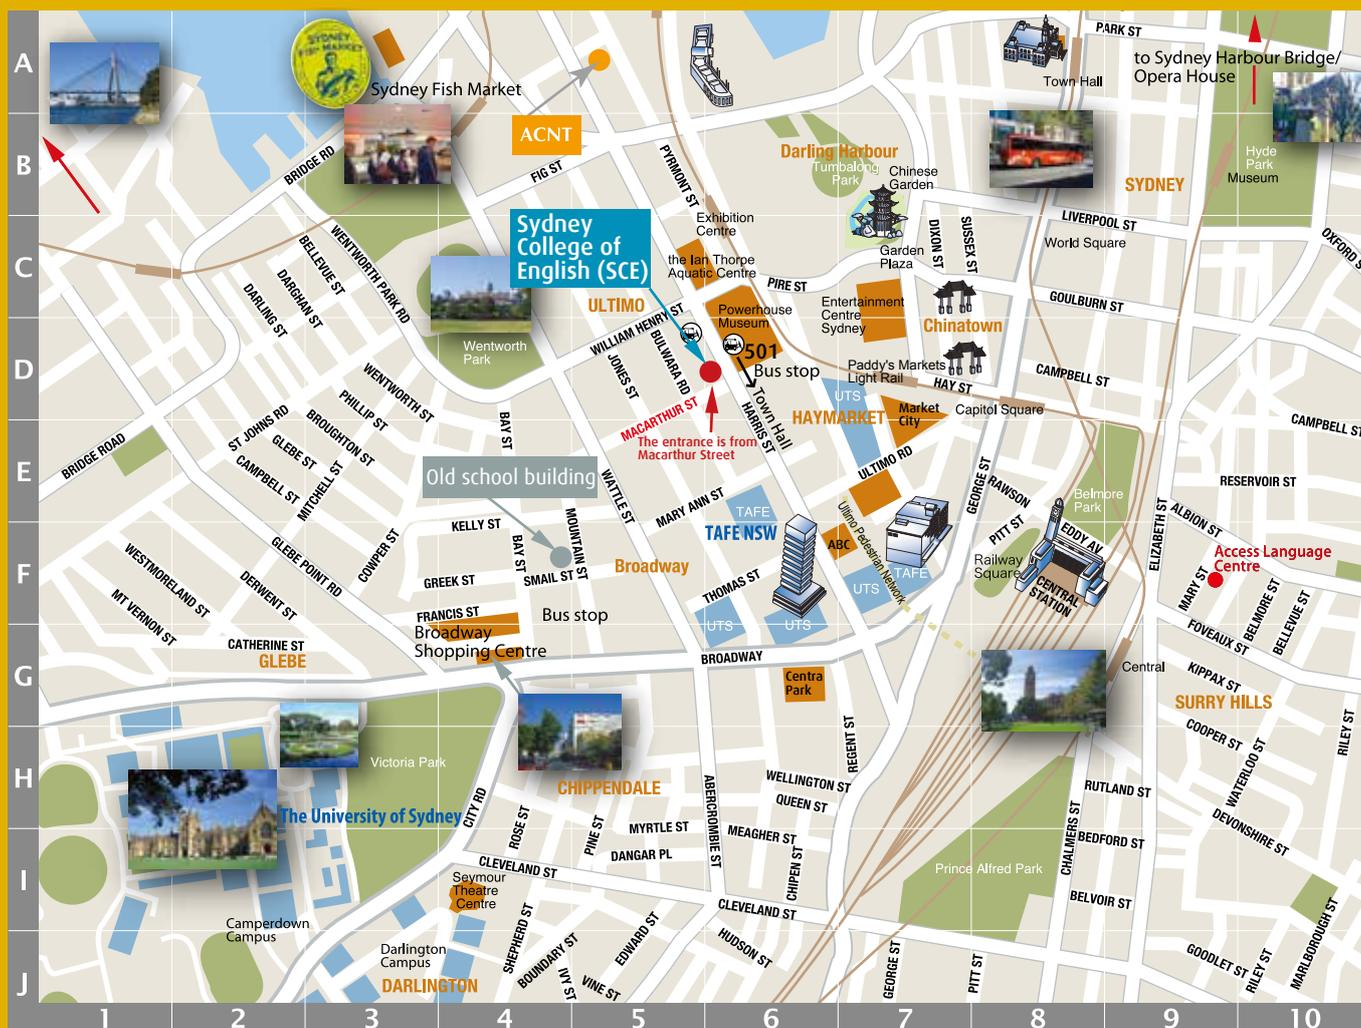 A
B
C
D
E
F
G
H
I
J
1
2
3
4
5
6
7
8
9
10
SYDNEY
FISH MARKET
Sydney Fish Market
ACNT
BRIDGE RD
FIG ST
PYRMONT ST
Darling Harbour
Tumbalong
Park
Chinese
Garden
Town Hall
PARK ST
to Sydney Harbour Bridge/
Opera House
Hyde
Park
Museum
SYDNEY
Sydney
College of
English (SCE)
Exhibition
Centre
the Ian Thorpe
Aquatic Centre
Garden
Plaza
DIXON ST
SUSSEX ST
LIVERPOOL ST
World Square
OXFORD S
BELLEVUE ST
WENTWORTH PARK RD
DARGHAN ST
DARLING ST
ULTIMO
PIRE ST
Entertainment
Centre
Sydney
Chinatown
GOULBURN ST
Wentworth
Park
WILLIAM HENRY ST
Powerhouse
Museum
501
Bus stop
JONES ST
BULWARA RD
MACARTHUR ST
The entrance is from
Macarthur Street
Town Hall
HARRIS ST
Paddy's Markets
Light Rail
HAY ST
CAMPBELL ST
UTS
HAYMARKET
Market
City
Capitol Square
CAMPBELL ST
WENTWORTH ST
PHILLIP ST
BROUGHTON ST
ST JOHNS RD
GLEBE ST
CAMPBELL ST
MITCHELL ST
BRIDGE ROAD
BAY ST
Old school building
WATTLE ST
MARY ANN ST
TAFE
TAFE NSW
ULTIMO RD
GEORGE ST
RAWSON
Belmore
Park
RESERVOIR ST
ALBION ST
ELIZABETH ST
PITT ST
EDDY AV
Railway
Square
CENTRAL
STATION
KELLY ST
BAY ST
MOUNTAIN ST
COWPER ST
GLEBE POINT RD
GREEK ST
SMAIL ST
Broadway
THOMAS ST
ABC
Ultimo Pedestrian Network
UTS
TAFE
Access Language
Centre
MARY ST
BELMORE ST
BELLEVUE ST
FOVEAUX ST
WESTMORELAND ST
MT VERNON ST
DERWENT ST
CATHERINE ST
GLEBE
FRANCIS ST
Broadway
Shopping Centre
Bus stop
UTS
UTS
BROADWAY
Centra
Park
REGENT ST
Central
KIPPAX ST
SURRY HILLS
COOPER ST
WATERLOO ST
RILEY ST
Victoria Park
The University of Sydney
CITY RD
CHIPPENDALE
ABERCROMBIE ST
WELLINGTON ST
QUEEN ST
RUTLAND ST
DEVONSHIRE ST
ROSE ST
PINE ST
MYRTLE ST
DANGAR PL
MEAGHER ST
CHIPEN ST
CHALMERS ST
BEDFORD ST
Prince Alfred Park
CLEVELAND ST
Seymour
Theatre
Centre
CLEVELAND ST
BELVOIR ST
Camperdown
Campus
Darlington
Campus
DARLINGTON
SHEPHERD ST
BOUNDARY ST
IVY ST
VINE ST
EDWARD ST
HUDSON ST
GEORGE ST
PITT ST
GOODLET ST
RILEY ST
MARLBOROUGH ST